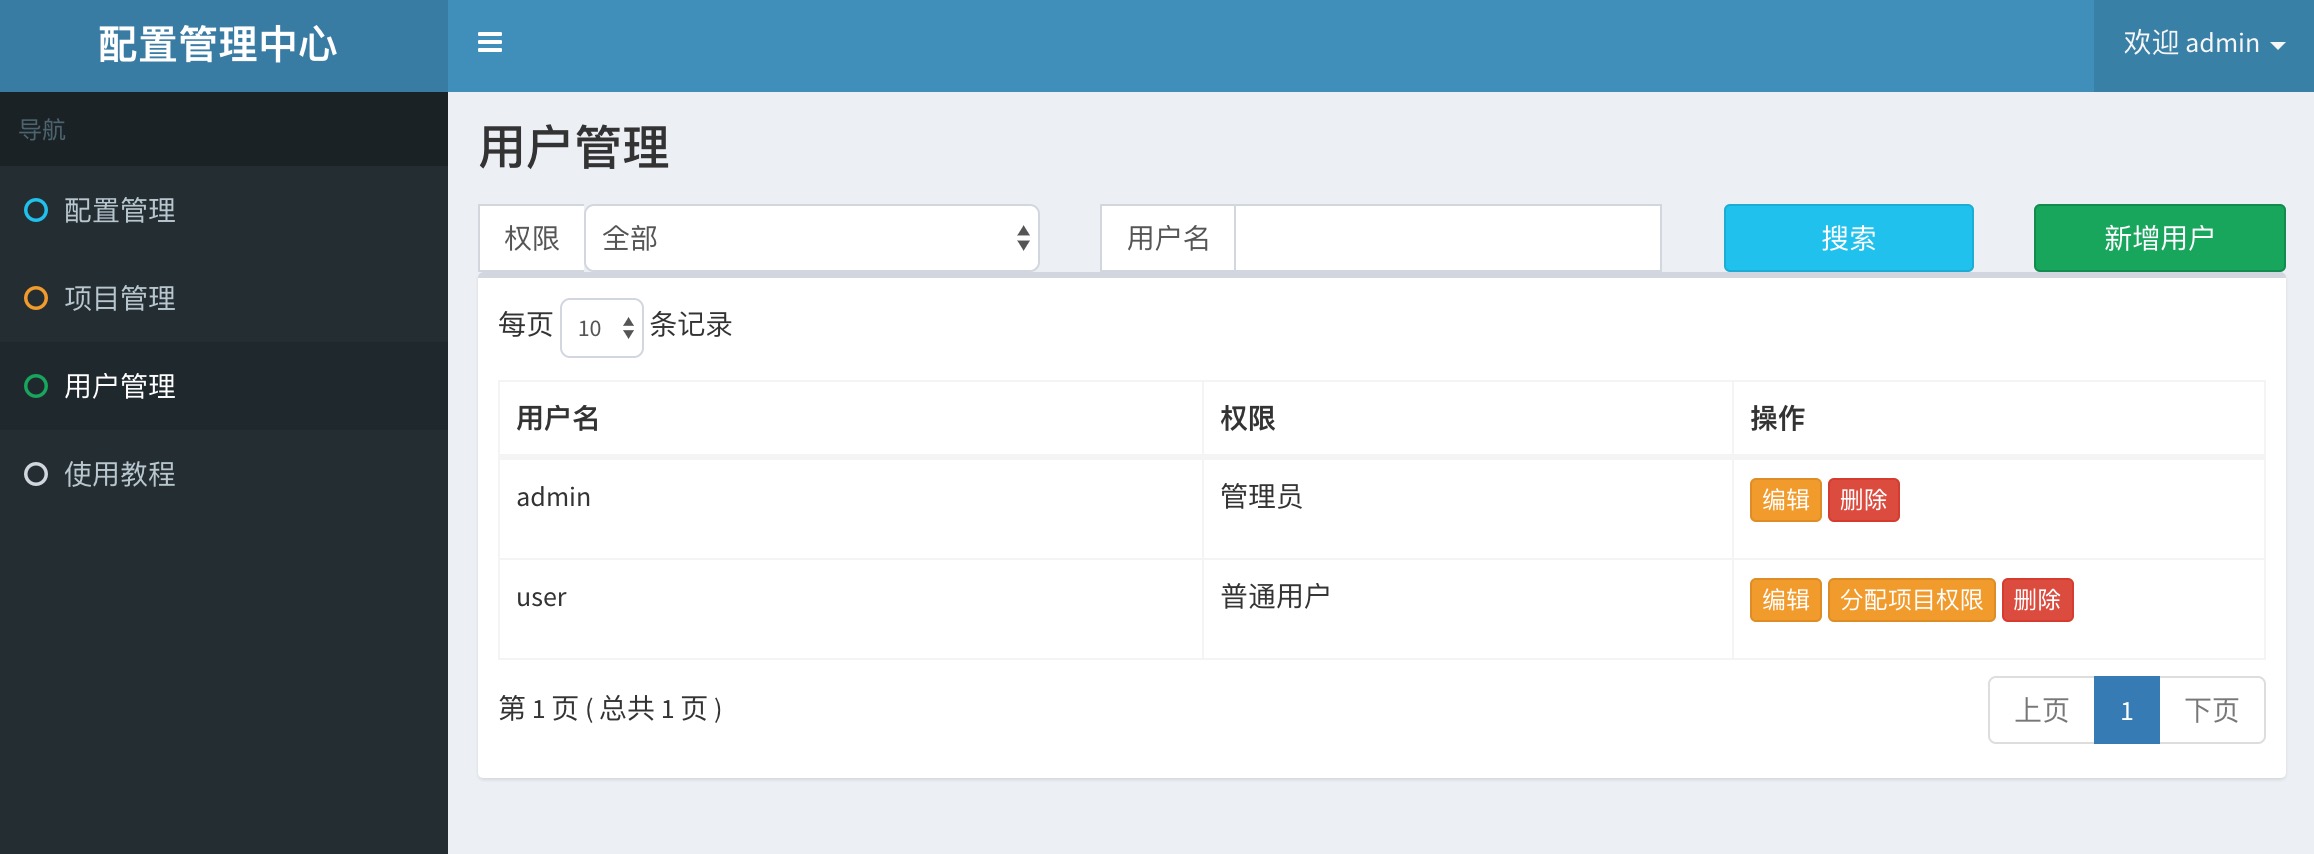 配置管理中心
欢迎 admin
导航
配置管理
项目管理
用户管理
使用教程
用户管理
权限 全部 用户名 搜索 新增用户
每页 10 条记录
用户名 权限 操作
admin 管理员 编辑 删除
user 普通用户 编辑 分配项目权限 删除
第 1 页 ( 总共 1 页 ) 上页 1 下页